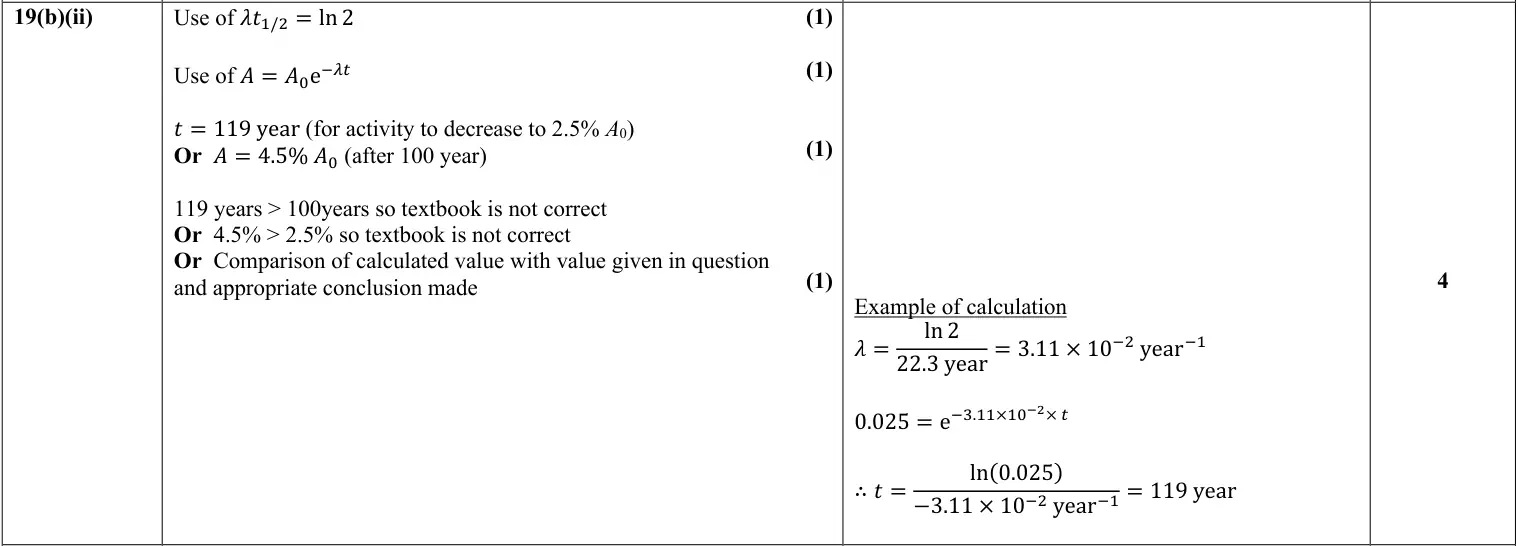 19(b)(ii)
Use of λt₁/₂ = ln 2 (1)
Use of A = A₀e^(−λt) (1)
t = 119 year (for activity to decrease to 2.5% A₀)
Or A = 4.5% A₀ (after 100 year) (1)
119 years > 100years so textbook is not correct
Or 4.5% > 2.5% so textbook is not correct
Or Comparison of calculated value with value given in question
and appropriate conclusion made (1)
Example of calculation
λ = ln 2 / 22.3 year = 3.11 × 10⁻² year⁻¹
0.025 = e^(−3.11×10⁻²× t)
∴ t = ln(0.025) / −3.11 × 10⁻² year⁻¹ = 119 year
4